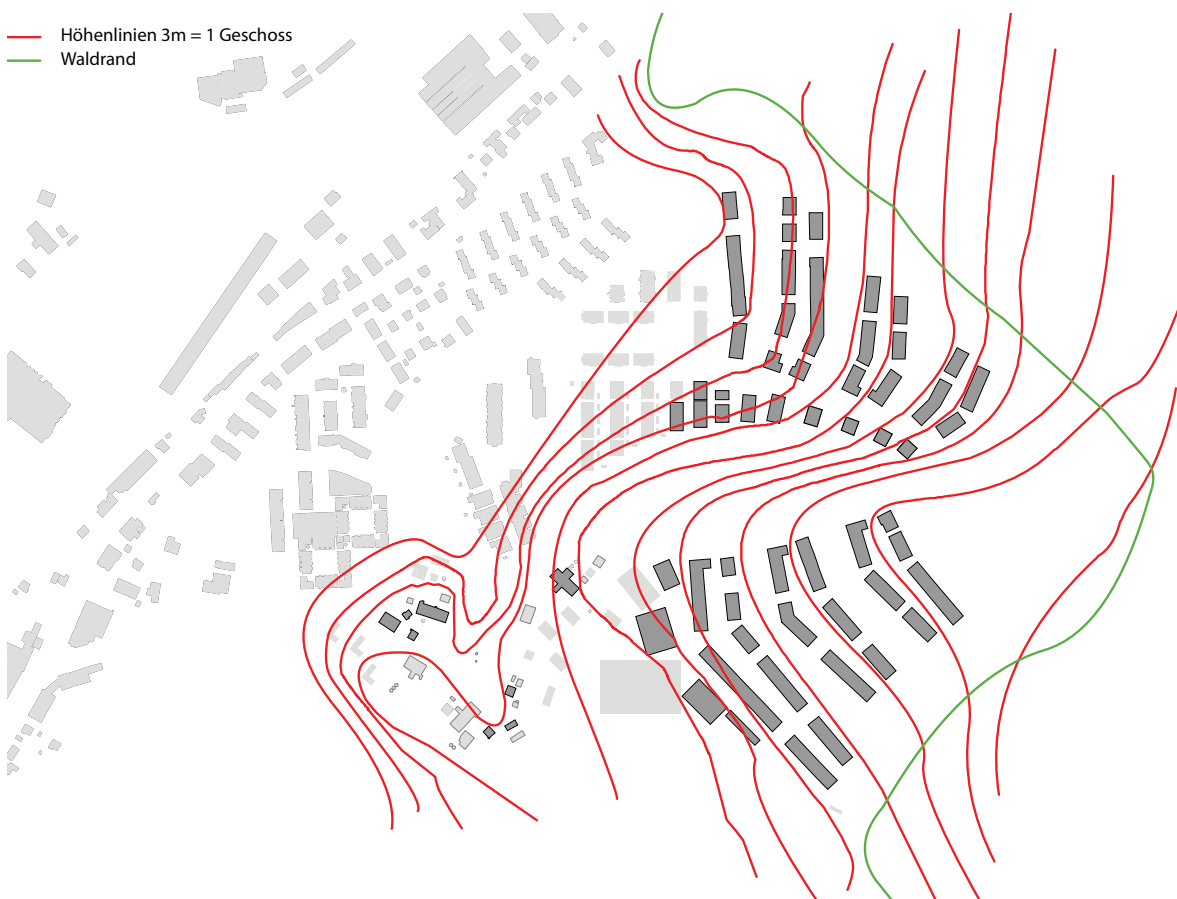 Höhenlinien 3m = 1 Geschoss
Waldrand